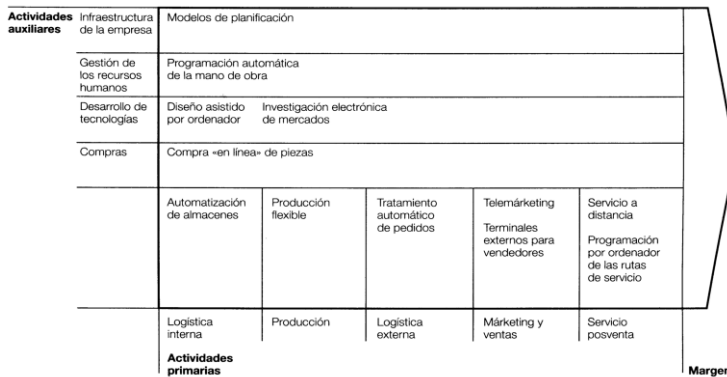 Actividades auxiliares
Infraestructura de la empresa
Modelos de planificación
Gestión de los recursos humanos
Programación automática de la mano de obra
Desarrollo de tecnologías
Diseño asistido por ordenador
Investigación electrónica de mercados
Compras
Compra «en línea» de piezas
Automatización de almacenes
Producción flexible
Tratamiento automático de pedidos
Telemárketing
Terminales externos para vendedores
Servicio a distancia
Programación por ordenador de las rutas de servicio
Logística interna
Producción
Logística externa
Márketing y ventas
Servicio posventa
Actividades primarias
Margen